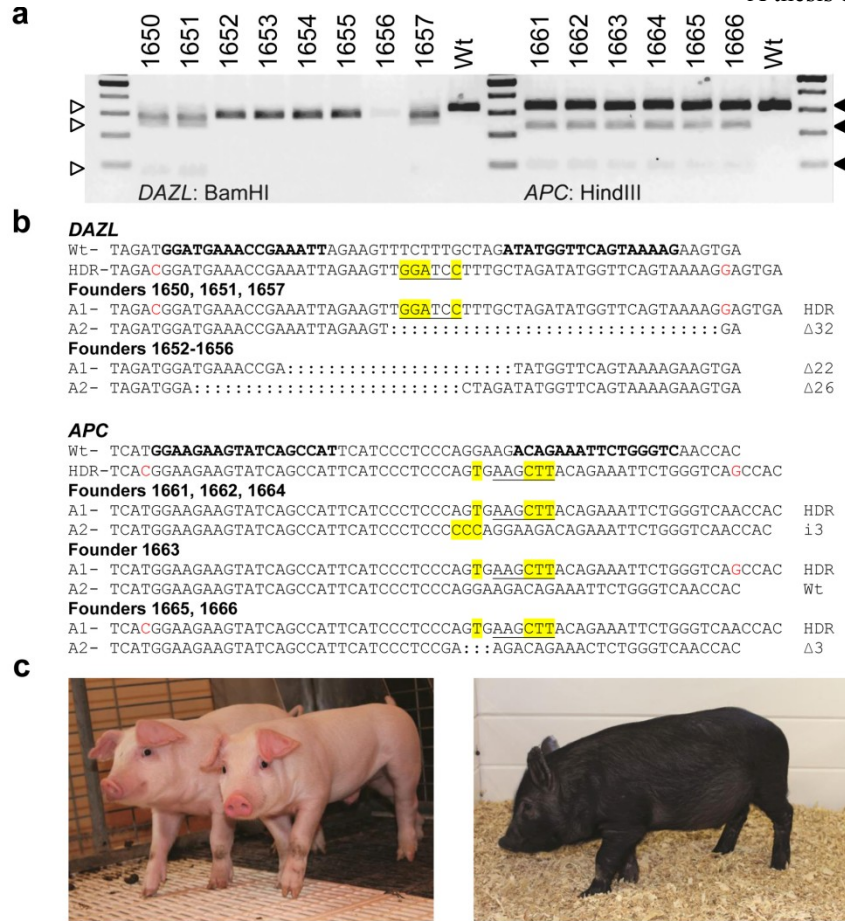 a
1650 1651 1652 1653 1654 1655 1656 1657 Wt 1661 1662 1663 1664 1665 1666 Wt
DAZL: BamHI APC: HindIII
b
DAZL
Wt- TAGATGGATGAAACCGAAATTAGAAGTTTCTTTGCTAGATATGGTTCAGTAAAAGAAGTGA
HDR-TAGACGGATGAAACCGAAATTAGAAGTTGGATCCTTTGCTAGATATGGTTCAGTAAAAGGAGTGA
Founders 1650, 1651, 1657
A1- TAGACGGATGAAACCGAAATTAGAAGTTGGATCCTTTGCTAGATATGGTTCAGTAAAAGGAGTGA HDR
A2- TAGATGGATGAAACCGAAATTAGAAGT::::::::::::::::::::::::::::::::GA Δ32
Founders 1652-1656
A1- TAGATGGATGAAACCGA::::::::::::::::::::::TATGGTTCAGTAAAAGAAGTGA Δ22
A2- TAGATGGA::::::::::::::::::::::::::CTAGATATGGTTCAGTAAAAGAAGTGA Δ26
APC
Wt- TCATGGAAGAAGTATCAGCCATTCATCCCTCCCAGGAAGACAGAAATTCTGGGTCAACCAC
HDR-TCACGGAAGAAGTATCAGCCATTCATCCCTCCCAGTGAAGCTTACAGAAATTCTGGGTCAGCCAC
Founders 1661, 1662, 1664
A1- TCATGGAAGAAGTATCAGCCATTCATCCCTCCCAGTGAAGCTTACAGAAATTCTGGGTCAACCAC HDR
A2- TCATGGAAGAAGTATCAGCCATTCATCCCTCCCCCCAGGAAGACAGAAATTCTGGGTCAACCAC i3
Founder 1663
A1- TCATGGAAGAAGTATCAGCCATTCATCCCTCCCAGTGAAGCTTACAGAAATTCTGGGTCAGCCAC HDR
A2- TCATGGAAGAAGTATCAGCCATTCATCCCTCCCAGGAAGACAGAAATTCTGGGTCAACCAC Wt
Founders 1665, 1666
A1- TCACGGAAGAAGTATCAGCCATTCATCCCTCCCAGTGAAGCTTACAGAAATTCTGGGTCAACCAC HDR
A2- TCATGGAAGAAGTATCAGCCATTCATCCCTCCGA:::AGACAGAAACTCTGGGTCAACCAC Δ3
c